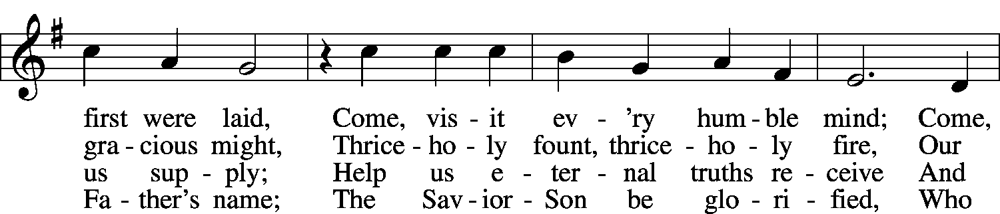 first were laid, Come, vis - it ev - 'ry hum - ble mind; Come,
gra - cious might, Thrice - ho - ly fount, thrice - ho - ly fire, Our
us sup - ply; Help us e - ter - nal truths re - ceive And
Fa - ther's name; The Sav - ior - Son be glo - ri - fied, Who